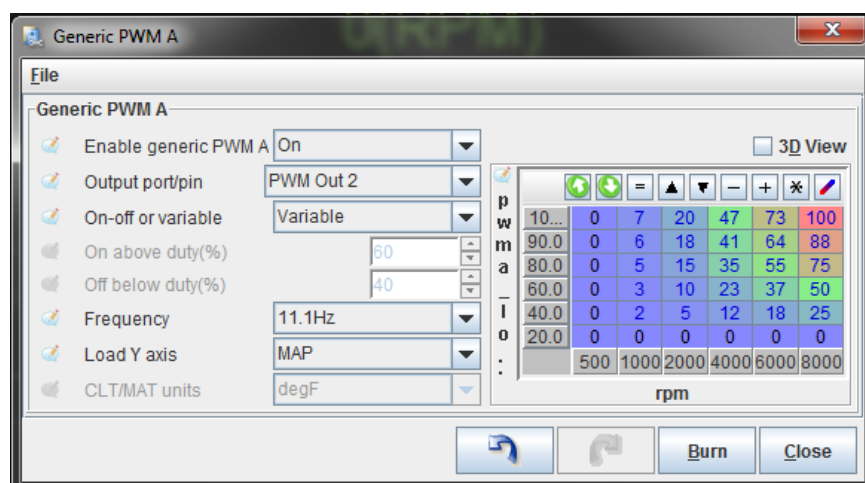 Generic PWM A
0(RPM)
File
Generic PWM A
Enable generic PWM A On
3D View
Output port/pin PWM Out 2
On-off or variable Variable
On above duty(%) 60
Off below duty(%) 40
Frequency 11.1Hz
Load Y axis MAP
CLT/MAT units degF
pwma_lo:
= - + *
10... 0 7 20 47 73 100
90.0 0 6 18 41 64 88
80.0 0 5 15 35 55 75
60.0 0 3 10 23 37 50
40.0 0 2 5 12 18 25
20.0 0 0 0 0 0 0
500 1000 2000 4000 6000 8000
rpm
Burn Close